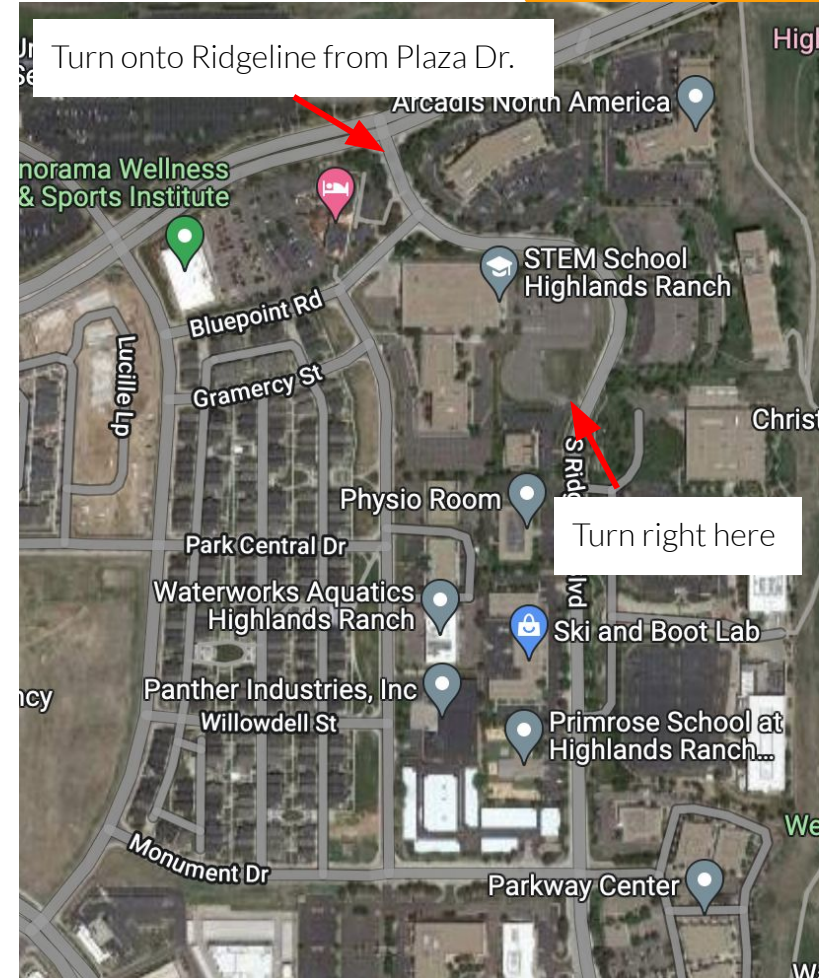 Turn onto Ridgeline from Plaza Dr.
Arcadis North America
STEM School
Highlands Ranch
& Sports Institute
Wellness
Bluepoint Rd
Lucille Lp
Gramercy St
Physio Room
Turn right here
Park Central Dr
Waterworks Aquatics
Highlands Ranch
Ski and Boot Lab
Panther Industries, Inc
Willowdell St
Primrose School at
Highlands Ranch...
Monument Dr
Parkway Center